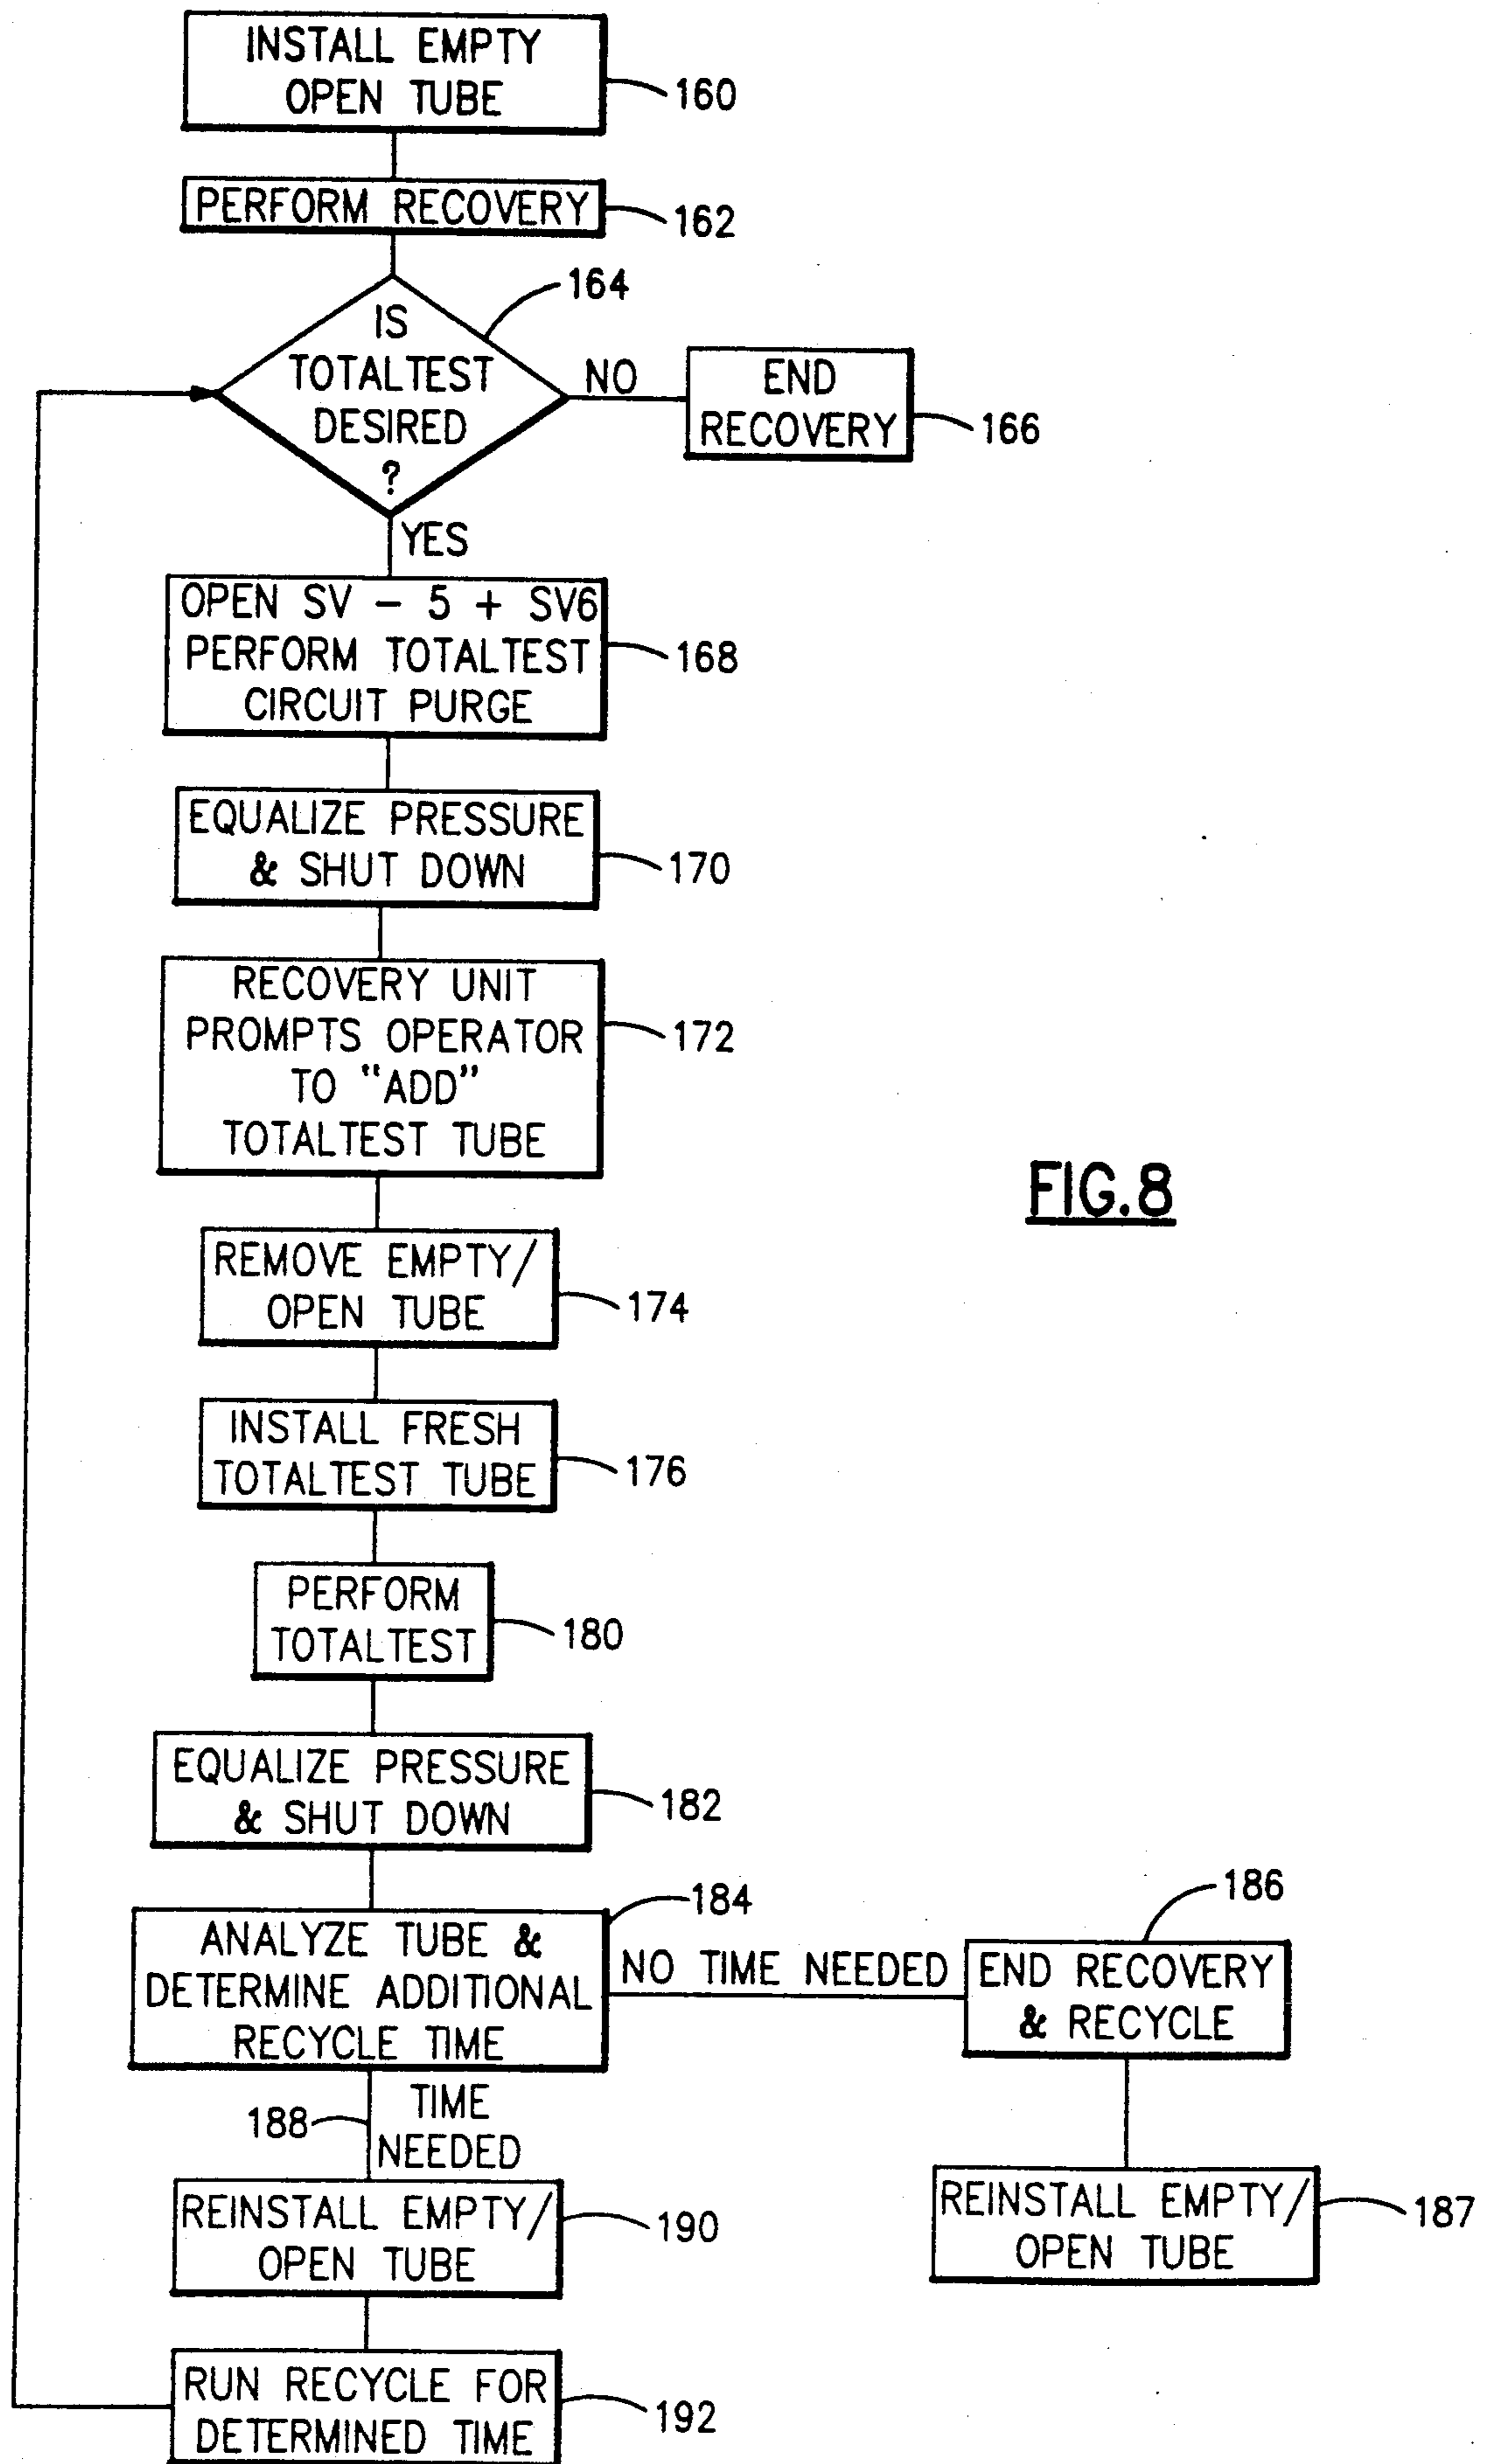 INSTALL EMPTY
OPEN TUBE
160
PERFORM RECOVERY
162
164
IS
TOTALTEST
DESIRED
?
NO
END
RECOVERY
166
YES
OPEN SV - 5 + SV6
PERFORM TOTALTEST
CIRCUIT PURGE
168
EQUALIZE PRESSURE
& SHUT DOWN
170
RECOVERY UNIT
PROMPTS OPERATOR
TO "ADD"
TOTALTEST TUBE
172
FIG.8
REMOVE EMPTY/
OPEN TUBE
174
INSTALL FRESH
TOTALTEST TUBE
176
PERFORM
TOTALTEST
180
EQUALIZE PRESSURE
& SHUT DOWN
182
ANALYZE TUBE &
DETERMINE ADDITIONAL
RECYCLE TIME
184
NO TIME NEEDED
186
END RECOVERY
& RECYCLE
188
TIME
NEEDED
REINSTALL EMPTY/
OPEN TUBE
190
REINSTALL EMPTY/
OPEN TUBE
187
RUN RECYCLE FOR
DETERMINED TIME
192